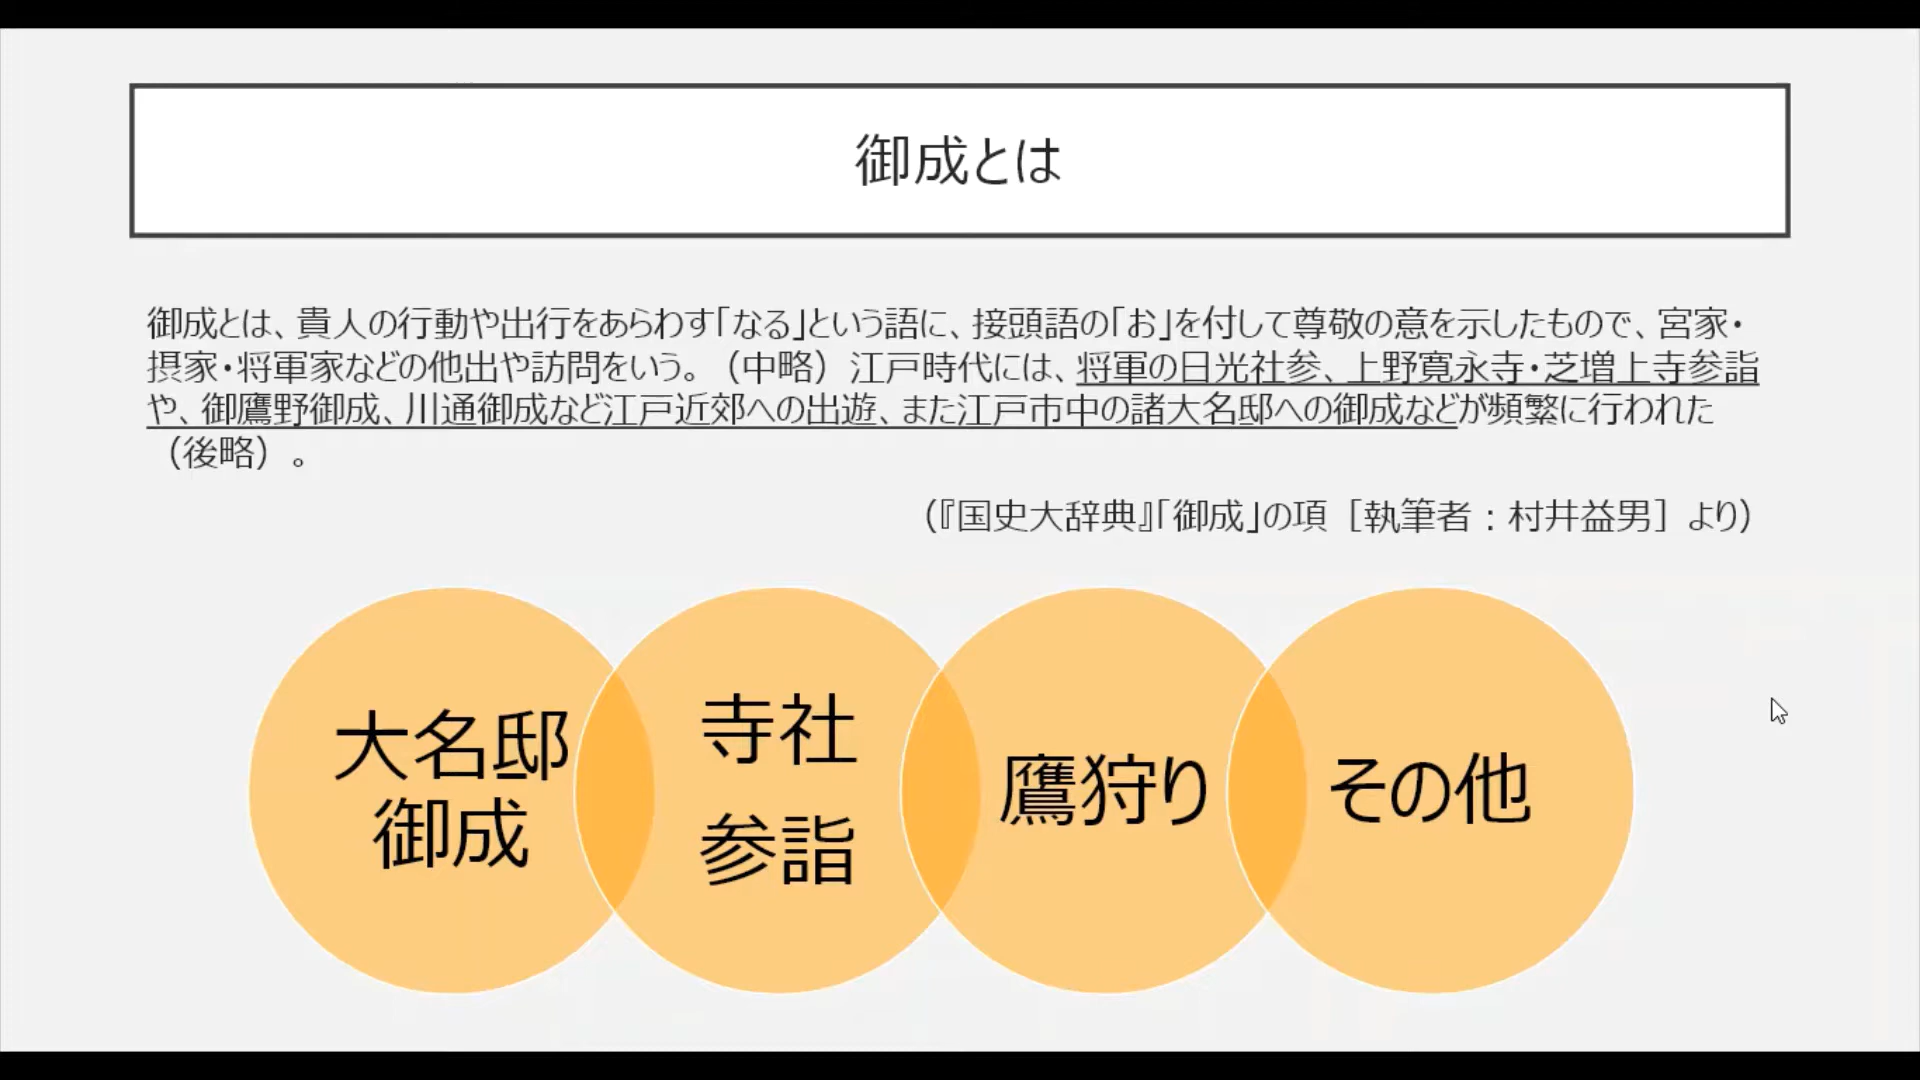 御成とは
御成とは、貴人の行動や出行をあらわす「なる」という語に、接頭語の「お」を付して尊敬の意を示したもので、宮家・
摂家・将軍家などの他出や訪問をいう。（中略）江戸時代には、将軍の日光社参、上野寛永寺・芝増上寺参詣
や、御鷹野御成、川通御成など江戸近郊への出遊、また江戸市中の諸大名邸への御成などが頻繁に行われた
（後略）。
（『国史大辞典』「御成」の項［執筆者：村井益男］より）
大名邸
御成
寺社
参詣
鷹狩り
その他